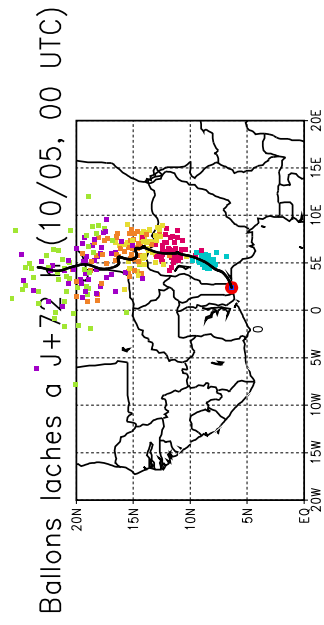 Ballons laches a J+72 H (10/05, 00 UTC)
20N
15N
10N
5N
EQ
20W 15W 10W 5W 0 5E 10E 15E 20E
0